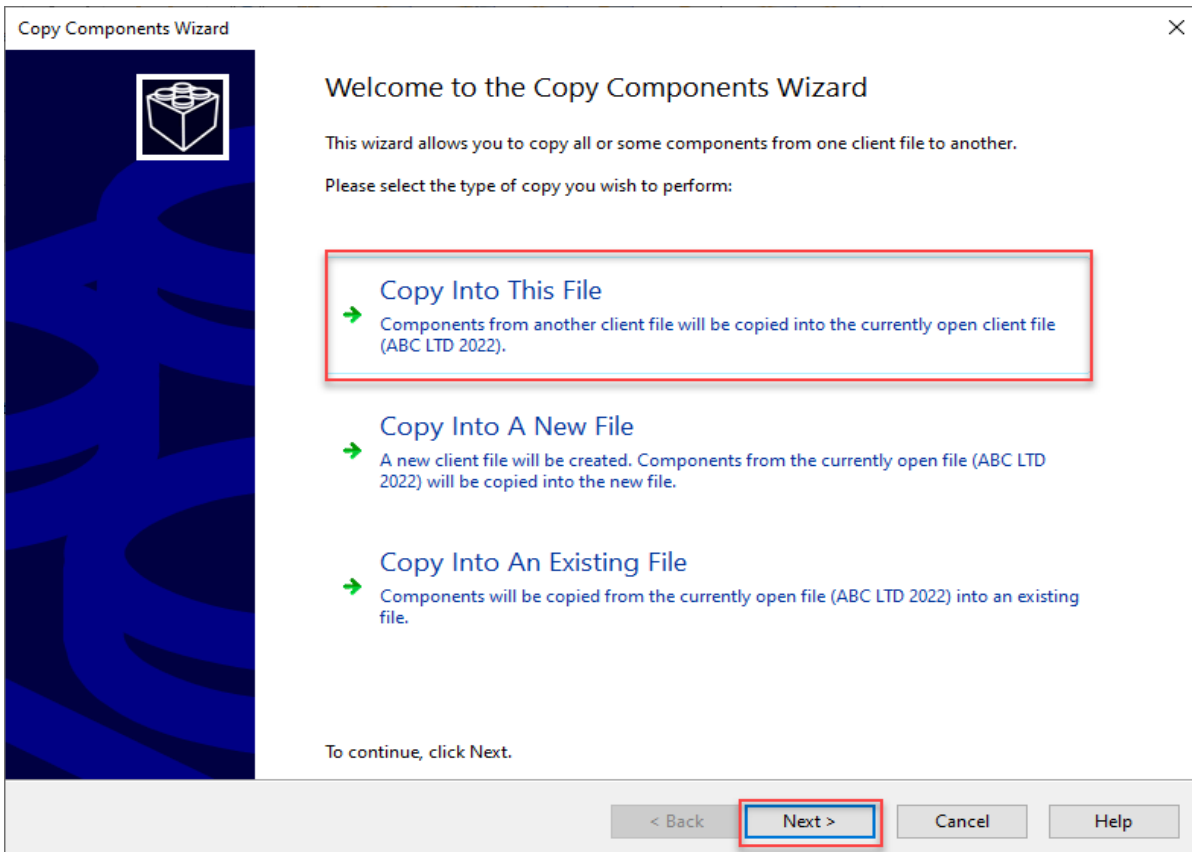 Copy Components Wizard
Welcome to the Copy Components Wizard
This wizard allows you to copy all or some components from one client file to another.
Please select the type of copy you wish to perform:
Copy Into This File
Components from another client file will be copied into the currently open client file
(ABC LTD 2022).
Copy Into A New File
A new client file will be created. Components from the currently open file (ABC LTD
2022) will be copied into the new file.
Copy Into An Existing File
Components will be copied from the currently open file (ABC LTD 2022) into an existing
file.
To continue, click Next.
< Back Next > Cancel Help